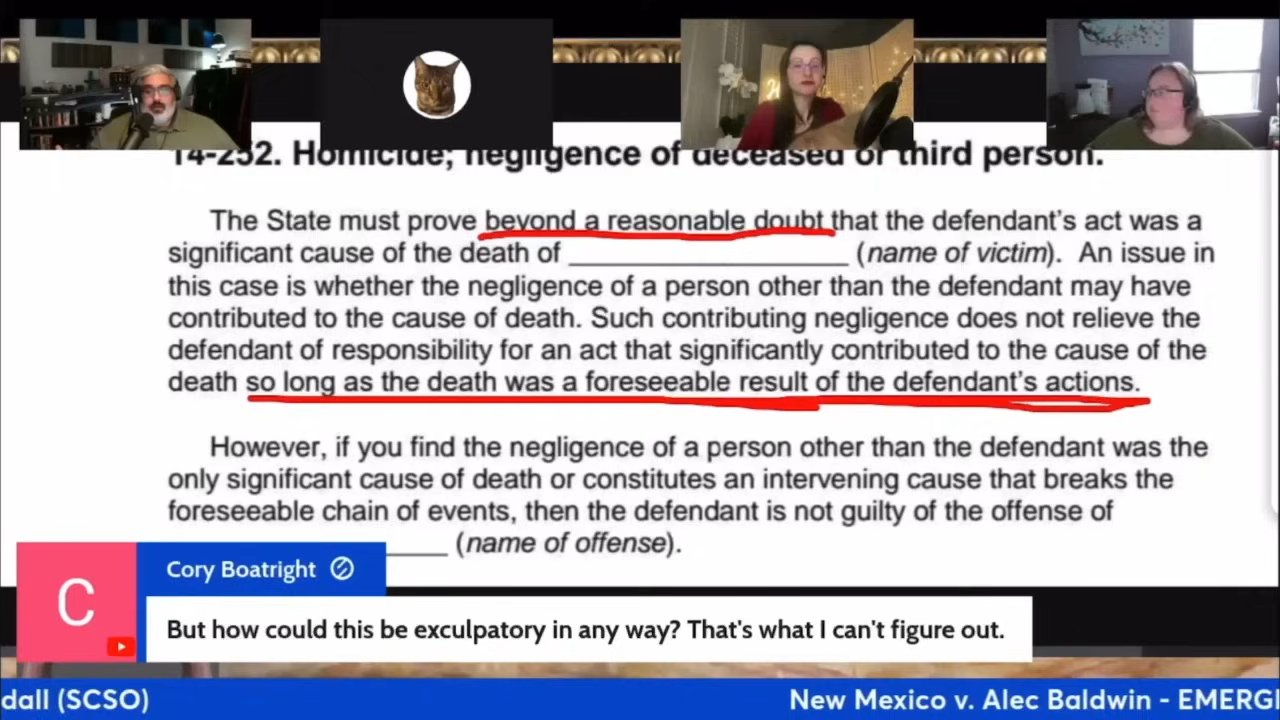 14-252. Homicide; negligence of deceased or third person.
The State must prove beyond a reasonable doubt that the defendant's act was a
significant cause of the death of ____________________ (name of victim). An issue in
this case is whether the negligence of a person other than the defendant may have
contributed to the cause of death. Such contributing negligence does not relieve the
defendant of responsibility for an act that significantly contributed to the cause of the
death so long as the death was a foreseeable result of the defendant's actions.
However, if you find the negligence of a person other than the defendant was the
only significant cause of death or constitutes an intervening cause that breaks the
foreseeable chain of events, then the defendant is not guilty of the offense of
____ (name of offense).
C
Cory Boatright
But how could this be exculpatory in any way? That's what I can't figure out.
dall (SCSO)
New Mexico v. Alec Baldwin - EMERG